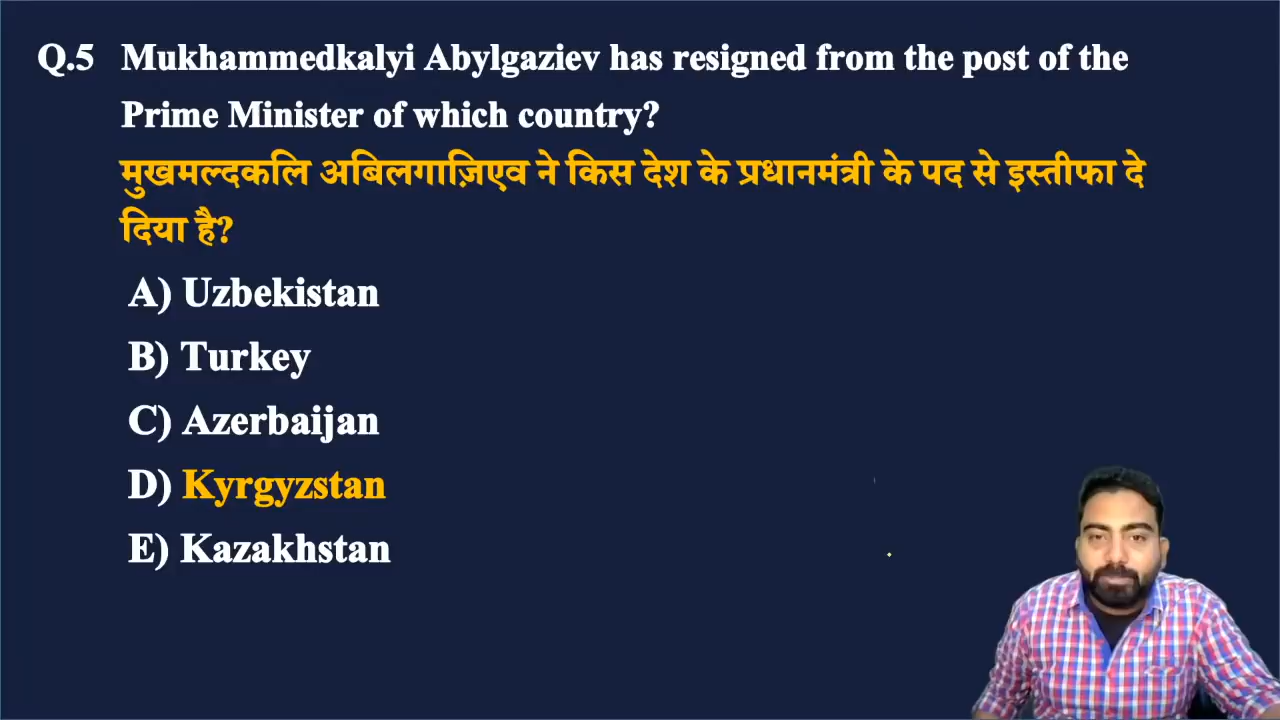 Q.5 Mukhammedkalyi Abylgaziev has resigned from the post of the
Prime Minister of which country?
मुखमल्दकलि अबिलगाज़िएव ने किस देश के प्रधानमंत्री के पद से इस्तीफा दे
दिया है?
A) Uzbekistan
B) Turkey
C) Azerbaijan
D) Kyrgyzstan
E) Kazakhstan